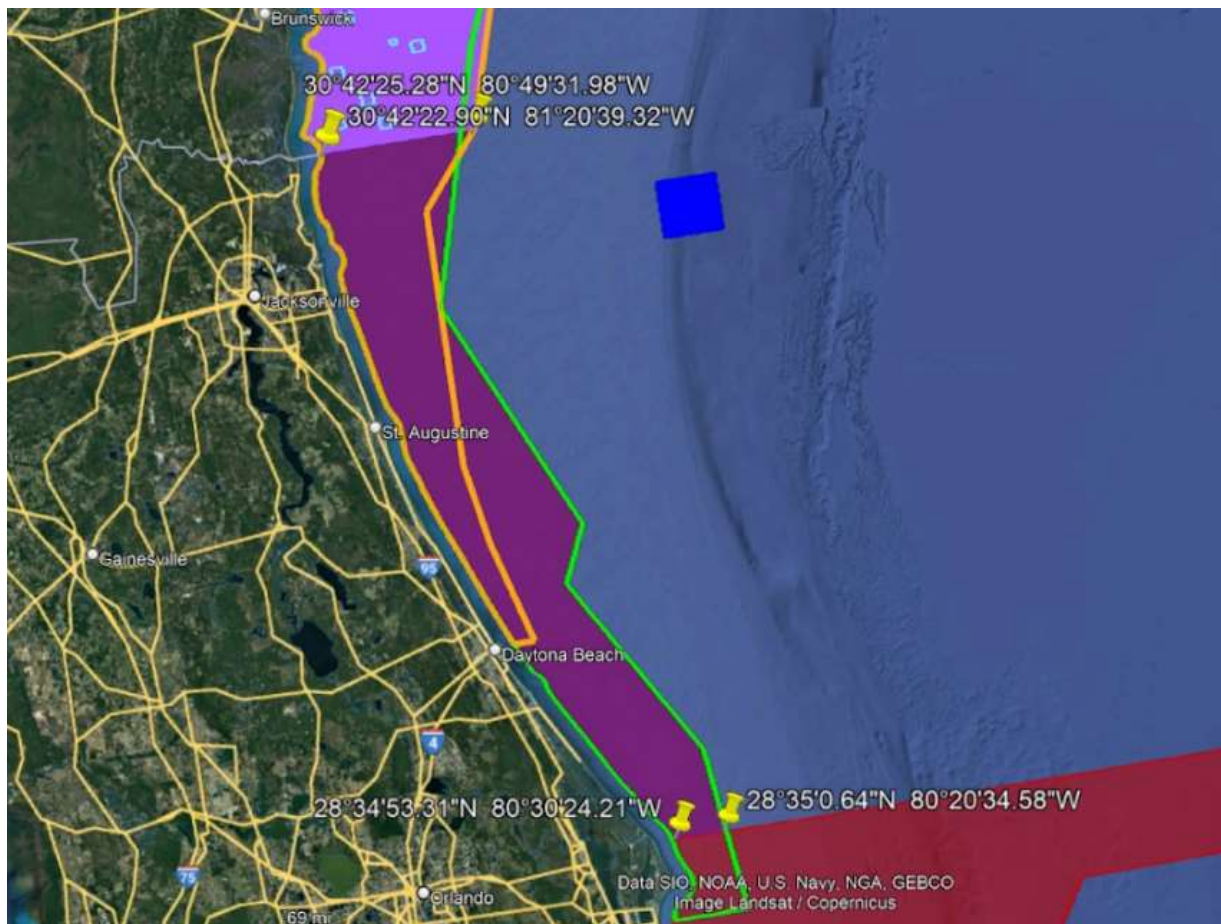 Brunswick
30°42'25.28"N 80°49'31.98"W
30°42'22.90"N 81°20'39.32"W
Jacksonville
St. Augustine
Gainesville
95
Daytona Beach
4
28°34'53.31"N 80°30'24.21"W
28°35'0.64"N 80°20'34.58"W
75
Orlando
69 mi
Data SIO, NOAA, U.S. Navy, NGA, GEBCO
Image Landsat / Copernicus